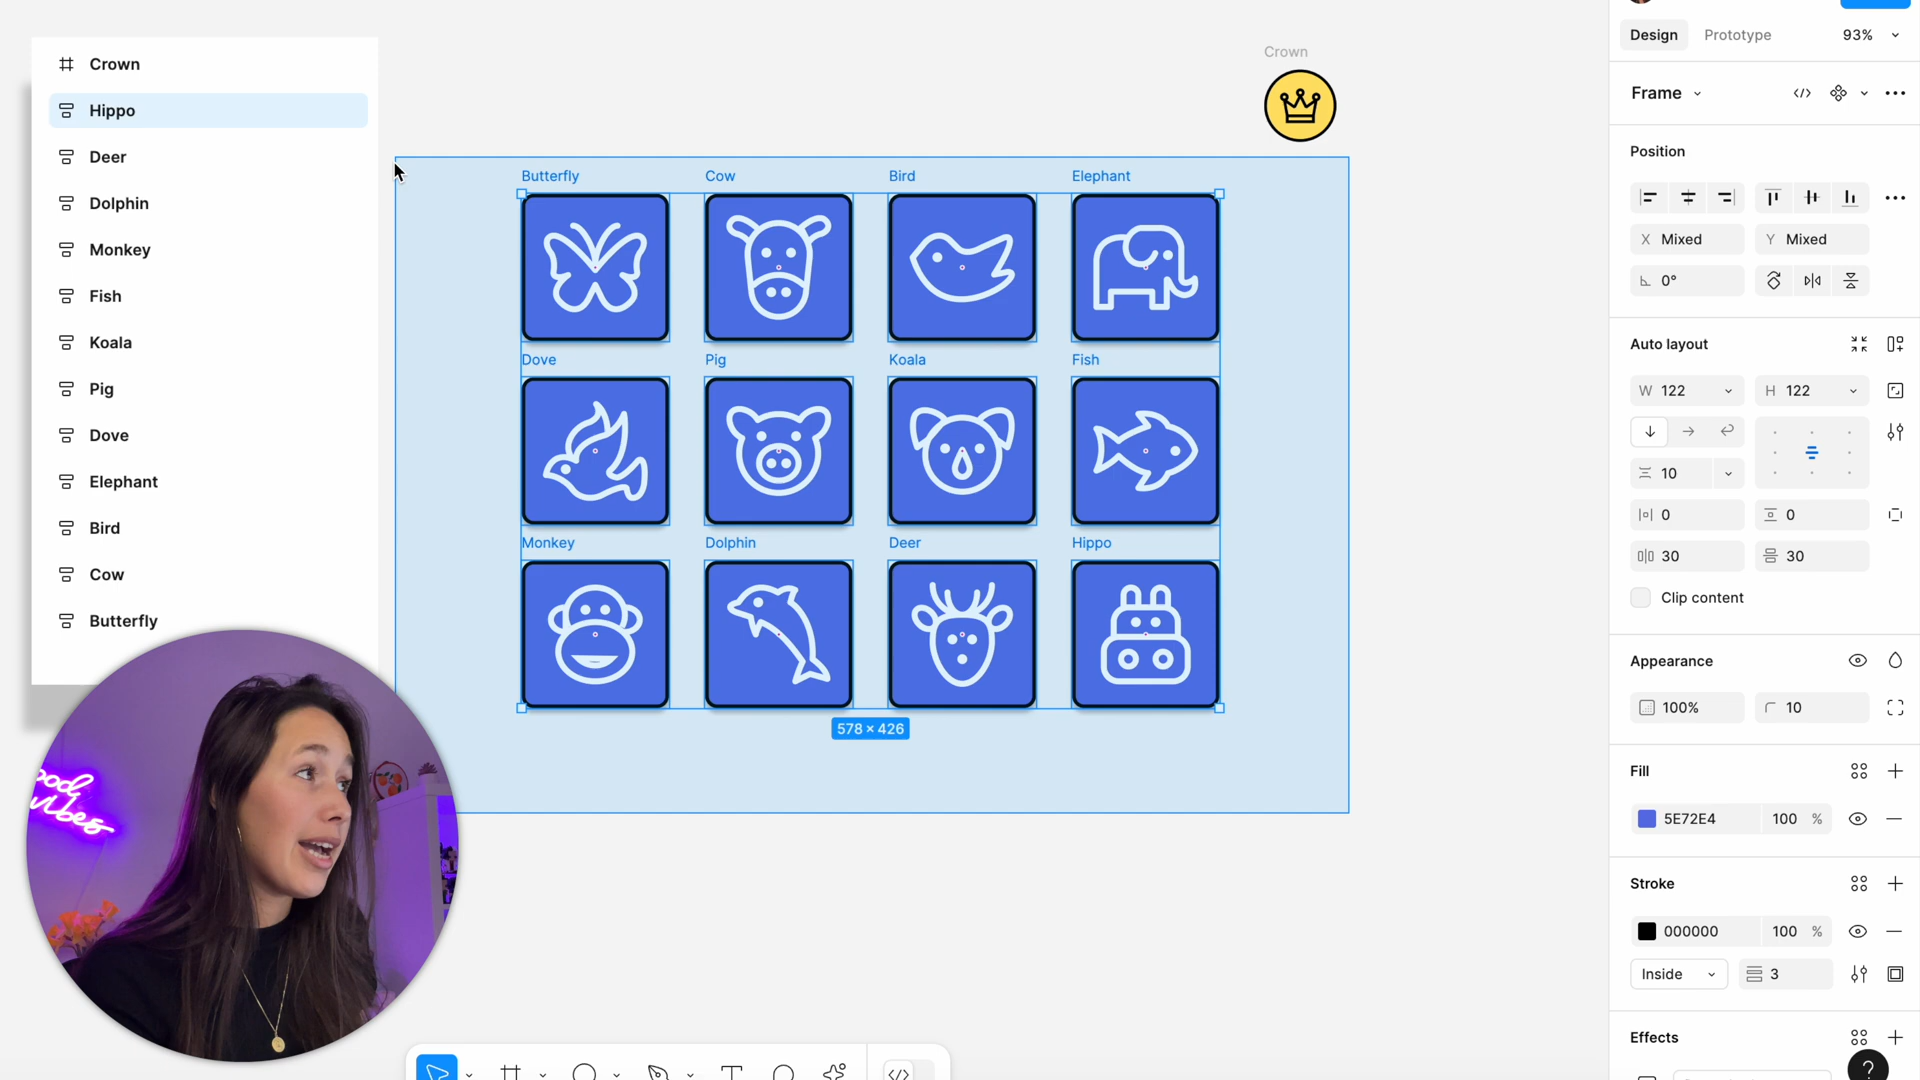 Crown
Hippo
Deer
Dolphin
Monkey
Fish
Koala
Pig
Dove
Elephant
Bird
Cow
Butterfly
Crown
Butterfly
Cow
Bird
Elephant
Dove
Pig
Koala
Fish
Monkey
Dolphin
Deer
Hippo
578 × 426
ood
vibes
Design Prototype 93%
Frame
Position
X Mixed Y Mixed
0°
Auto layout
W 122 H 122
10
0 0
30 30
Clip content
Appearance
100% 10
Fill
5E72E4 100 %
Stroke
000000 100 %
Inside 3
Effects
?